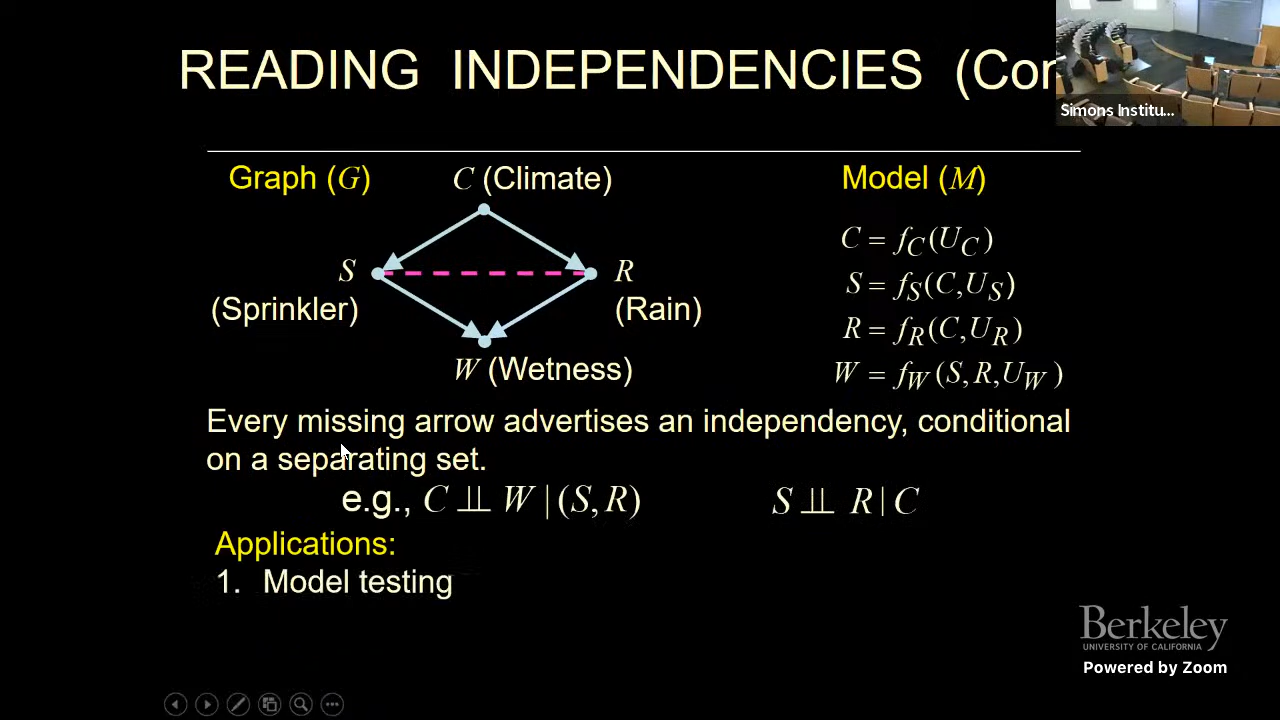 READING INDEPENDENCIES (Con
Simons Institu...
Graph (G)
C (Climate)
Model (M)
C = f_C(U_C)
S
R
S = f_S(C,U_S)
(Sprinkler)
(Rain)
R = f_R(C,U_R)
W (Wetness)
W = f_W(S,R,U_W)
Every missing arrow advertises an independency, conditional
on a separating set.
e.g., C ⫫ W | (S,R)
S ⫫ R | C
Applications:
1. Model testing
Berkeley
UNIVERSITY OF CALIFORNIA
Powered by Zoom